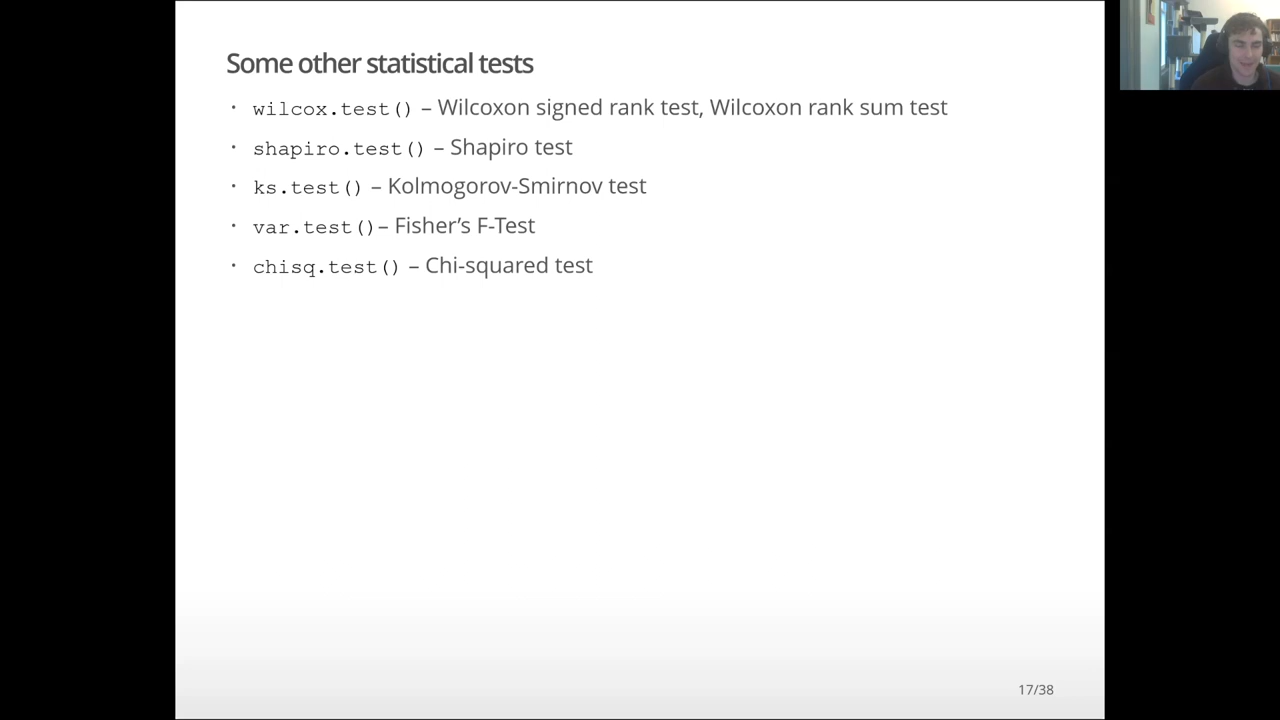 Some other statistical tests
· wilcox.test() – Wilcoxon signed rank test, Wilcoxon rank sum test
· shapiro.test() – Shapiro test
· ks.test() – Kolmogorov-Smirnov test
· var.test()– Fisher’s F-Test
· chisq.test() – Chi-squared test
17/38